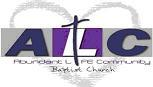 ALC
Abundant LIFE Community
Baptist Church